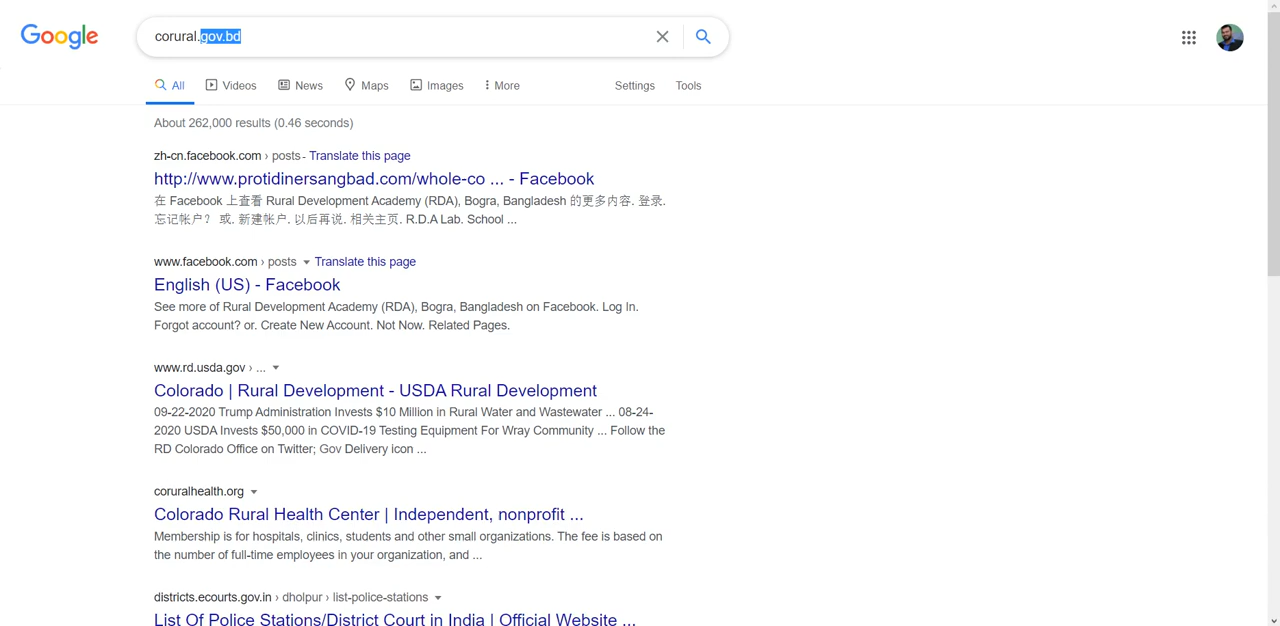 Google
corural.gov.bd
All Videos News Maps Images More Settings Tools
About 262,000 results (0.46 seconds)
zh-cn.facebook.com › posts - Translate this page
http://www.protidinersangbad.com/whole-co ... - Facebook
在 Facebook 上查看 Rural Development Academy (RDA), Bogra, Bangladesh 的更多内容. 登录.
忘记帐户？ 或. 新建帐户. 以后再说. 相关主页. R.D.A Lab. School ...
www.facebook.com › posts Translate this page
English (US) - Facebook
See more of Rural Development Academy (RDA), Bogra, Bangladesh on Facebook. Log In.
Forgot account? or. Create New Account. Not Now. Related Pages.
www.rd.usda.gov › ...
Colorado | Rural Development - USDA Rural Development
09-22-2020 Trump Administration Invests $10 Million in Rural Water and Wastewater ... 08-24-
2020 USDA Invests $50,000 in COVID-19 Testing Equipment For Wray Community ... Follow the
RD Colorado Office on Twitter; Gov Delivery icon ...
coruralhealth.org
Colorado Rural Health Center | Independent, nonprofit ...
Membership is for hospitals, clinics, students and other small organizations. The fee is based on
the number of full-time employees in your organization, and ...
districts.ecourts.gov.in › dholpur › list-police-stations
List Of Police Stations/District Court in India | Official Website ...